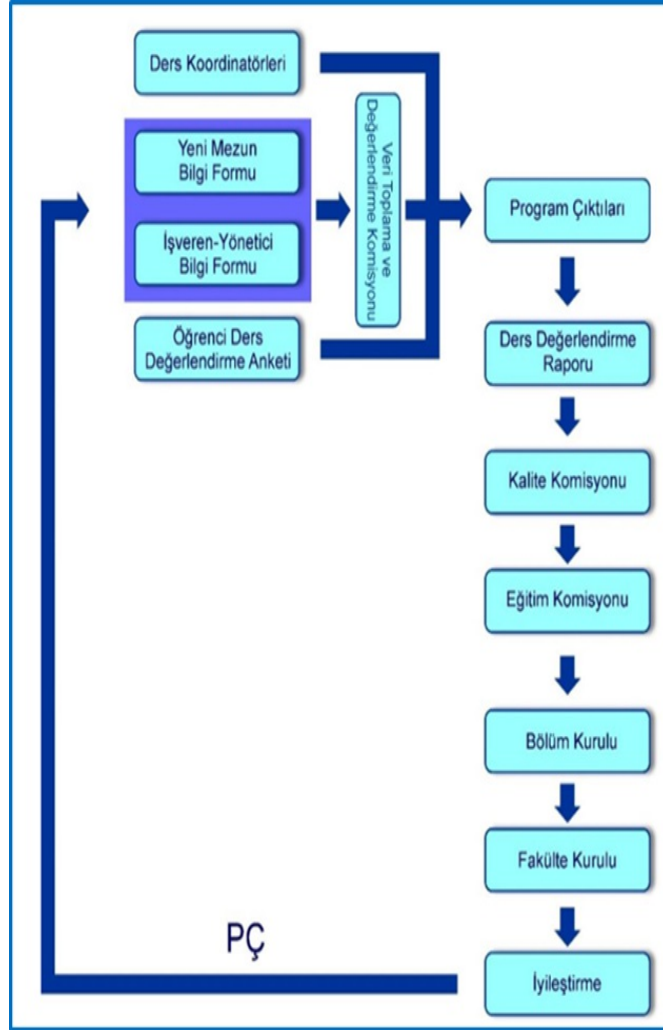 Ders Koordinatörleri
Yeni Mezun
Bilgi Formu
İşveren-Yönetici
Bilgi Formu
Öğrenci Ders
Değerlendirme Anketi
Veri Toplama ve
Değerlendirme Komisyonu
Program Çıktıları
Ders Değerlendirme
Raporu
Kalite Komisyonu
Eğitim Komisyonu
Bölüm Kurulu
Fakülte Kurulu
İyileştirme
PÇ